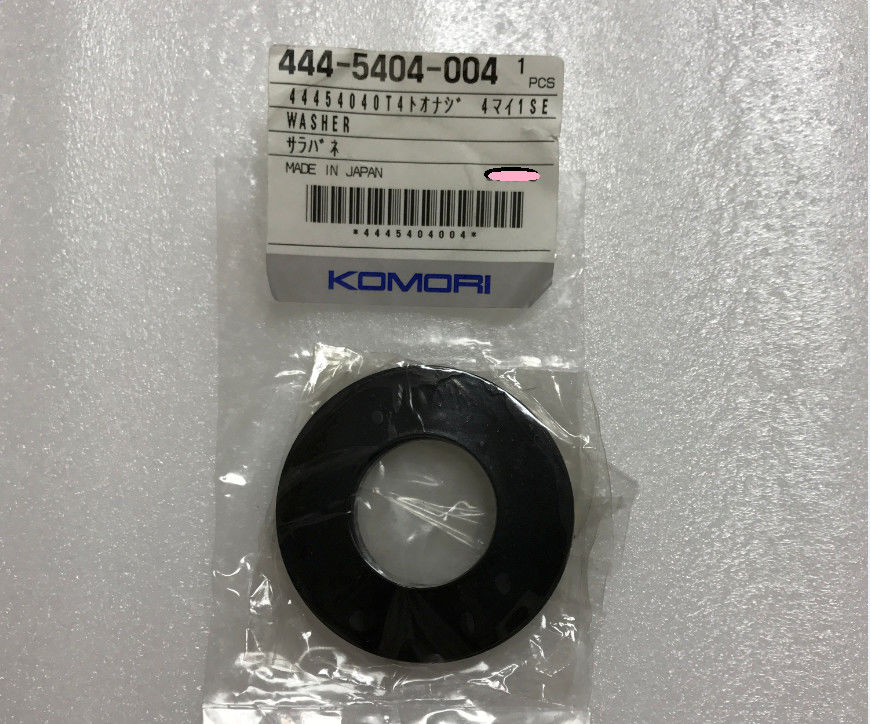 444-5404-004 1
PCS
44454040T4ﾄｵﾅｼﾞ 4ﾏｲ1SE
WASHER
ｻﾗﾊﾞﾈ
MADE IN JAPAN
*4445404004*
KOMORI